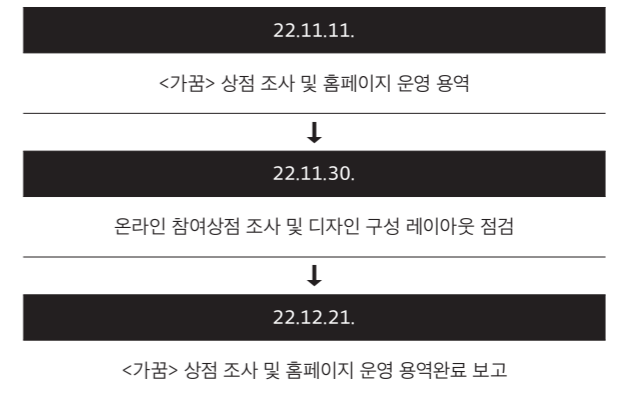 22.11.11.
<가꿈> 상점 조사 및 홈페이지 운영 용역
22.11.30.
온라인 참여상점 조사 및 디자인 구성 레이아웃 점검
22.12.21.
<가꿈> 상점 조사 및 홈페이지 운영 용역완료 보고